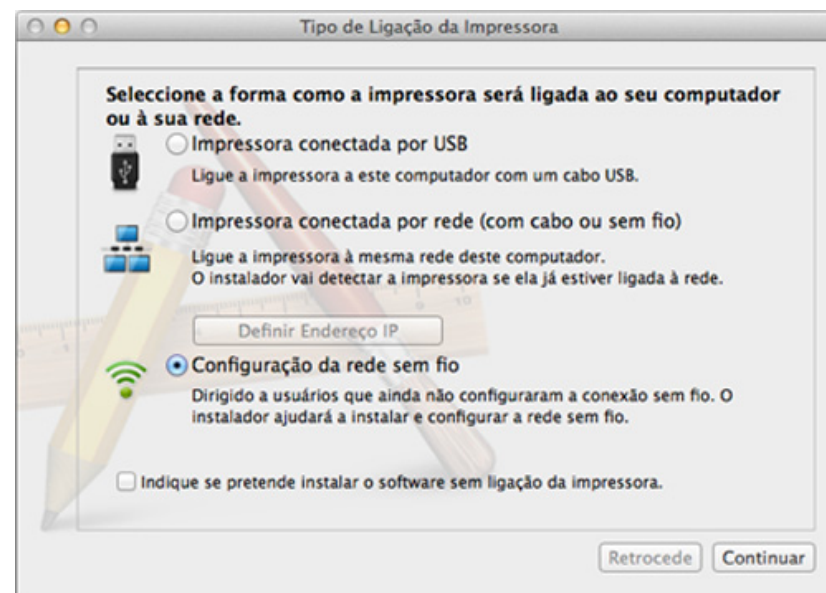 Tipo de Ligação da Impressora
Seleccione a forma como a impressora será ligada ao seu computador
ou à sua rede.
Impressora conectada por USB
Ligue a impressora a este computador com um cabo USB.
Impressora conectada por rede (com cabo ou sem fio)
Ligue a impressora à mesma rede deste computador.
O instalador vai detectar a impressora se ela já estiver ligada à rede.
Definir Endereço IP
Configuração da rede sem fio
Dirigido a usuários que ainda não configuraram a conexão sem fio. O
instalador ajudará a instalar e configurar a rede sem fio.
Indique se pretende instalar o software sem ligação da impressora.
Retrocede Continuar